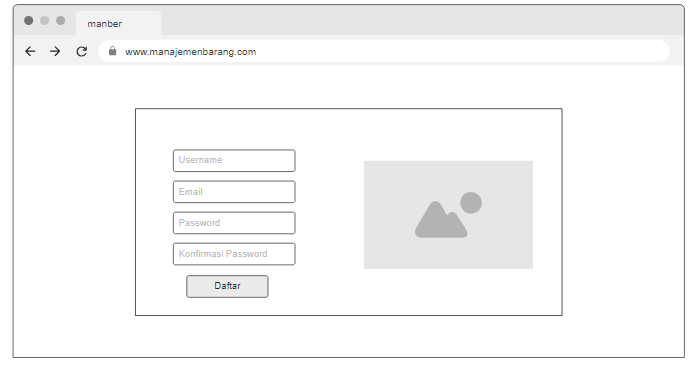 manber
www.manajemenbarang.com
Username
Email
Password
Konfirmasi Password
Daftar